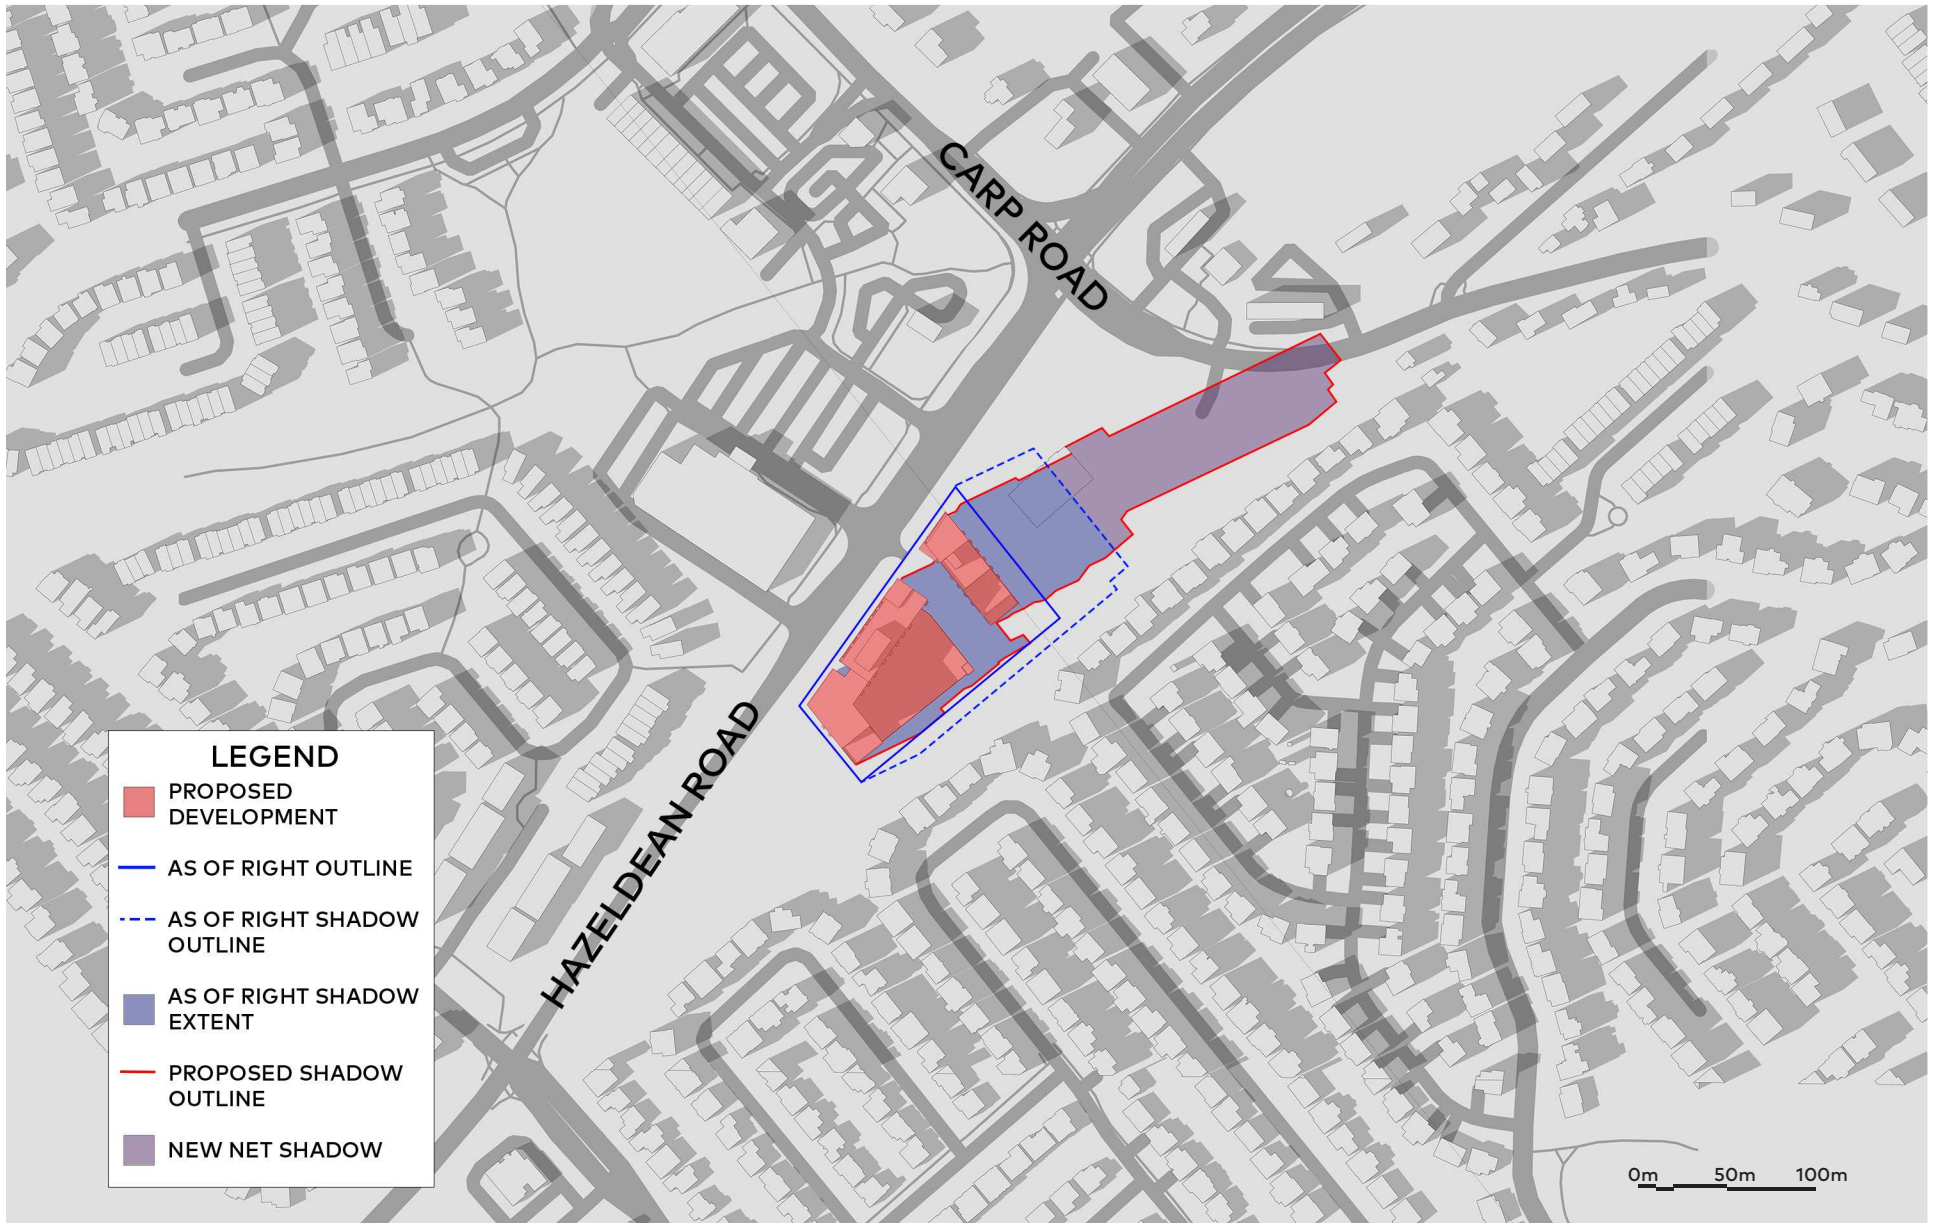 CARP ROAD
HAZELDEAN ROAD
LEGEND
PROPOSED
DEVELOPMENT
AS OF RIGHT OUTLINE
AS OF RIGHT SHADOW
OUTLINE
AS OF RIGHT SHADOW
EXTENT
PROPOSED SHADOW
OUTLINE
NEW NET SHADOW
0m 50m 100m